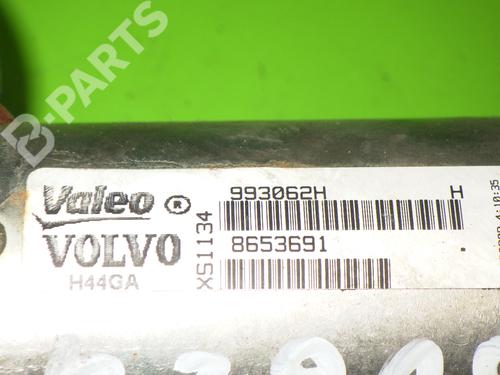 B-PARTS
Valeo ®
993062H H
VOLVO
XS1134
8653691
H44GA